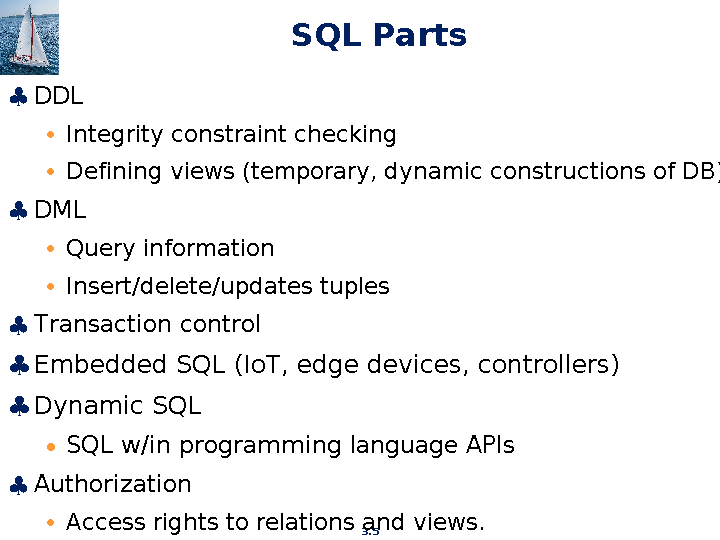 SQL Parts
DDL
Integrity constraint checking
Defining views (temporary, dynamic constructions of DB)
DML
Query information
Insert/delete/updates tuples
Transaction control
Embedded SQL (IoT, edge devices, controllers)
Dynamic SQL
SQL w/in programming language APIs
Authorization
Access rights to relations and views.
3.5